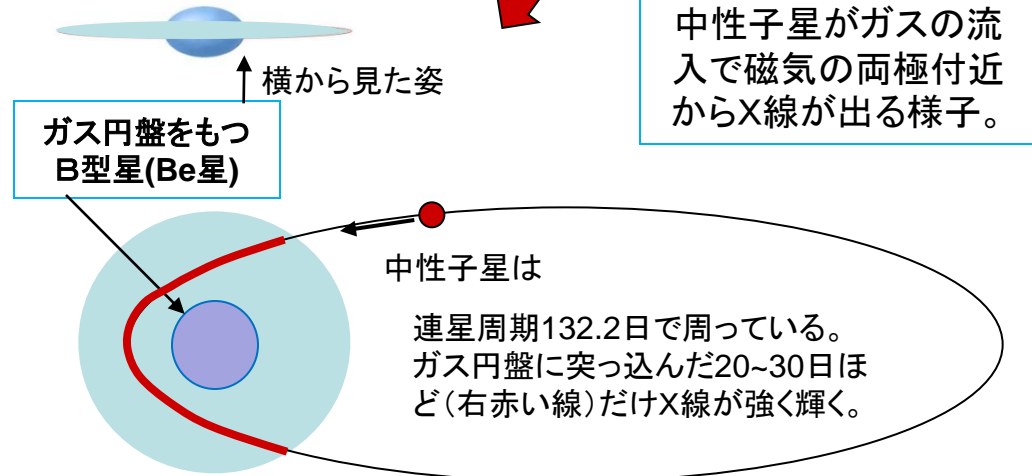 中性子星がガスの流
入で磁気の両極付近
からX線が出る様子。
横から見た姿
ガス円盤をもつ
B型星(Be星)
中性子星は
連星周期132.2日で周っている。
ガス円盤に突っ込んだ20~30日ほ
ど（右赤い線）だけX線が強く輝く。